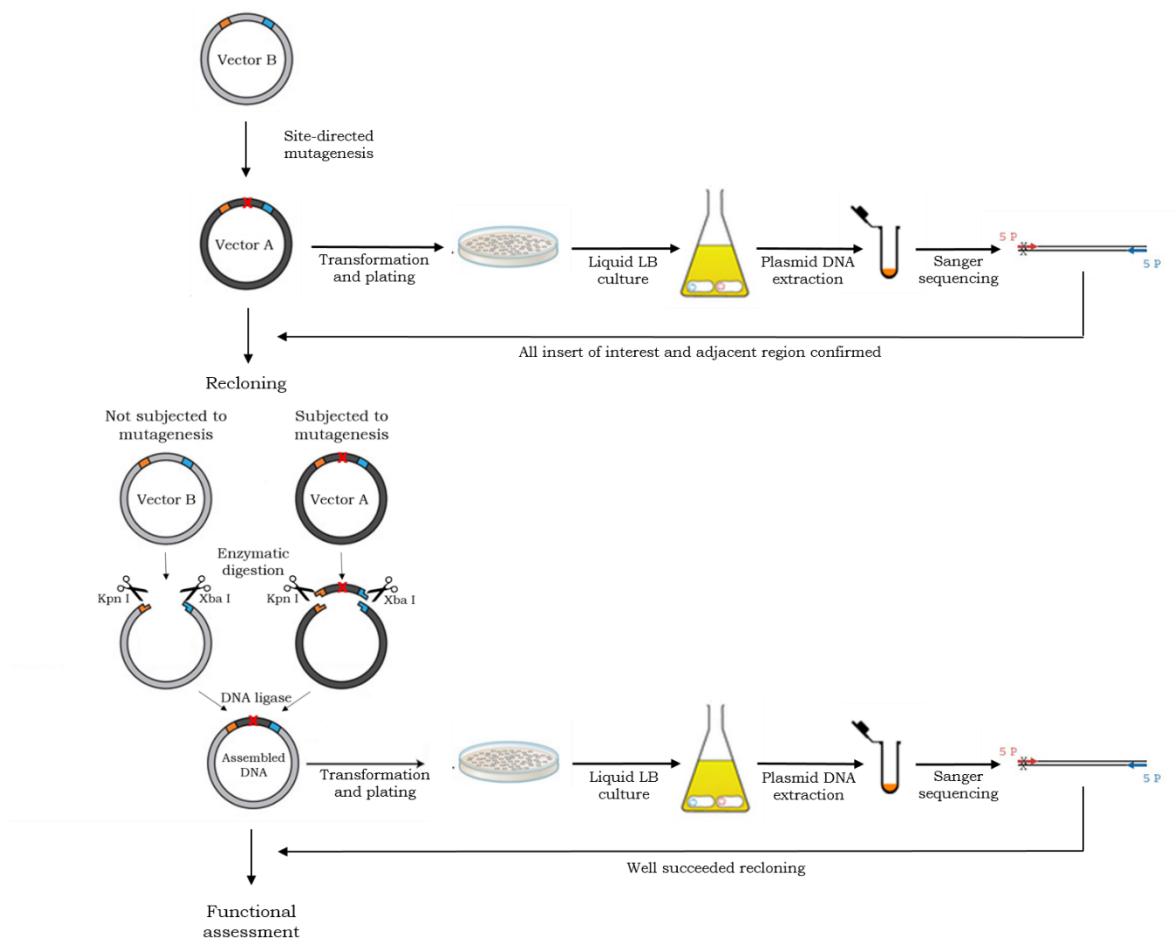 Vector B
Site-directed
mutagenesis
Vector A
Transformation
and plating
Liquid LB
culture
Plasmid DNA
extraction
Sanger
sequencing
5 P
5 P
All insert of interest and adjacent region confirmed
Recloning
Not subjected to
mutagenesis
Subjected to
mutagenesis
Vector B
Vector A
Enzymatic
digestion
Kpn I
Xba I
Kpn I
Xba I
DNA ligase
Assembled
DNA
Transformation
and plating
Liquid LB
culture
Plasmid DNA
extraction
Sanger
sequencing
5 P
5 P
Well succeeded recloning
Functional
assessment